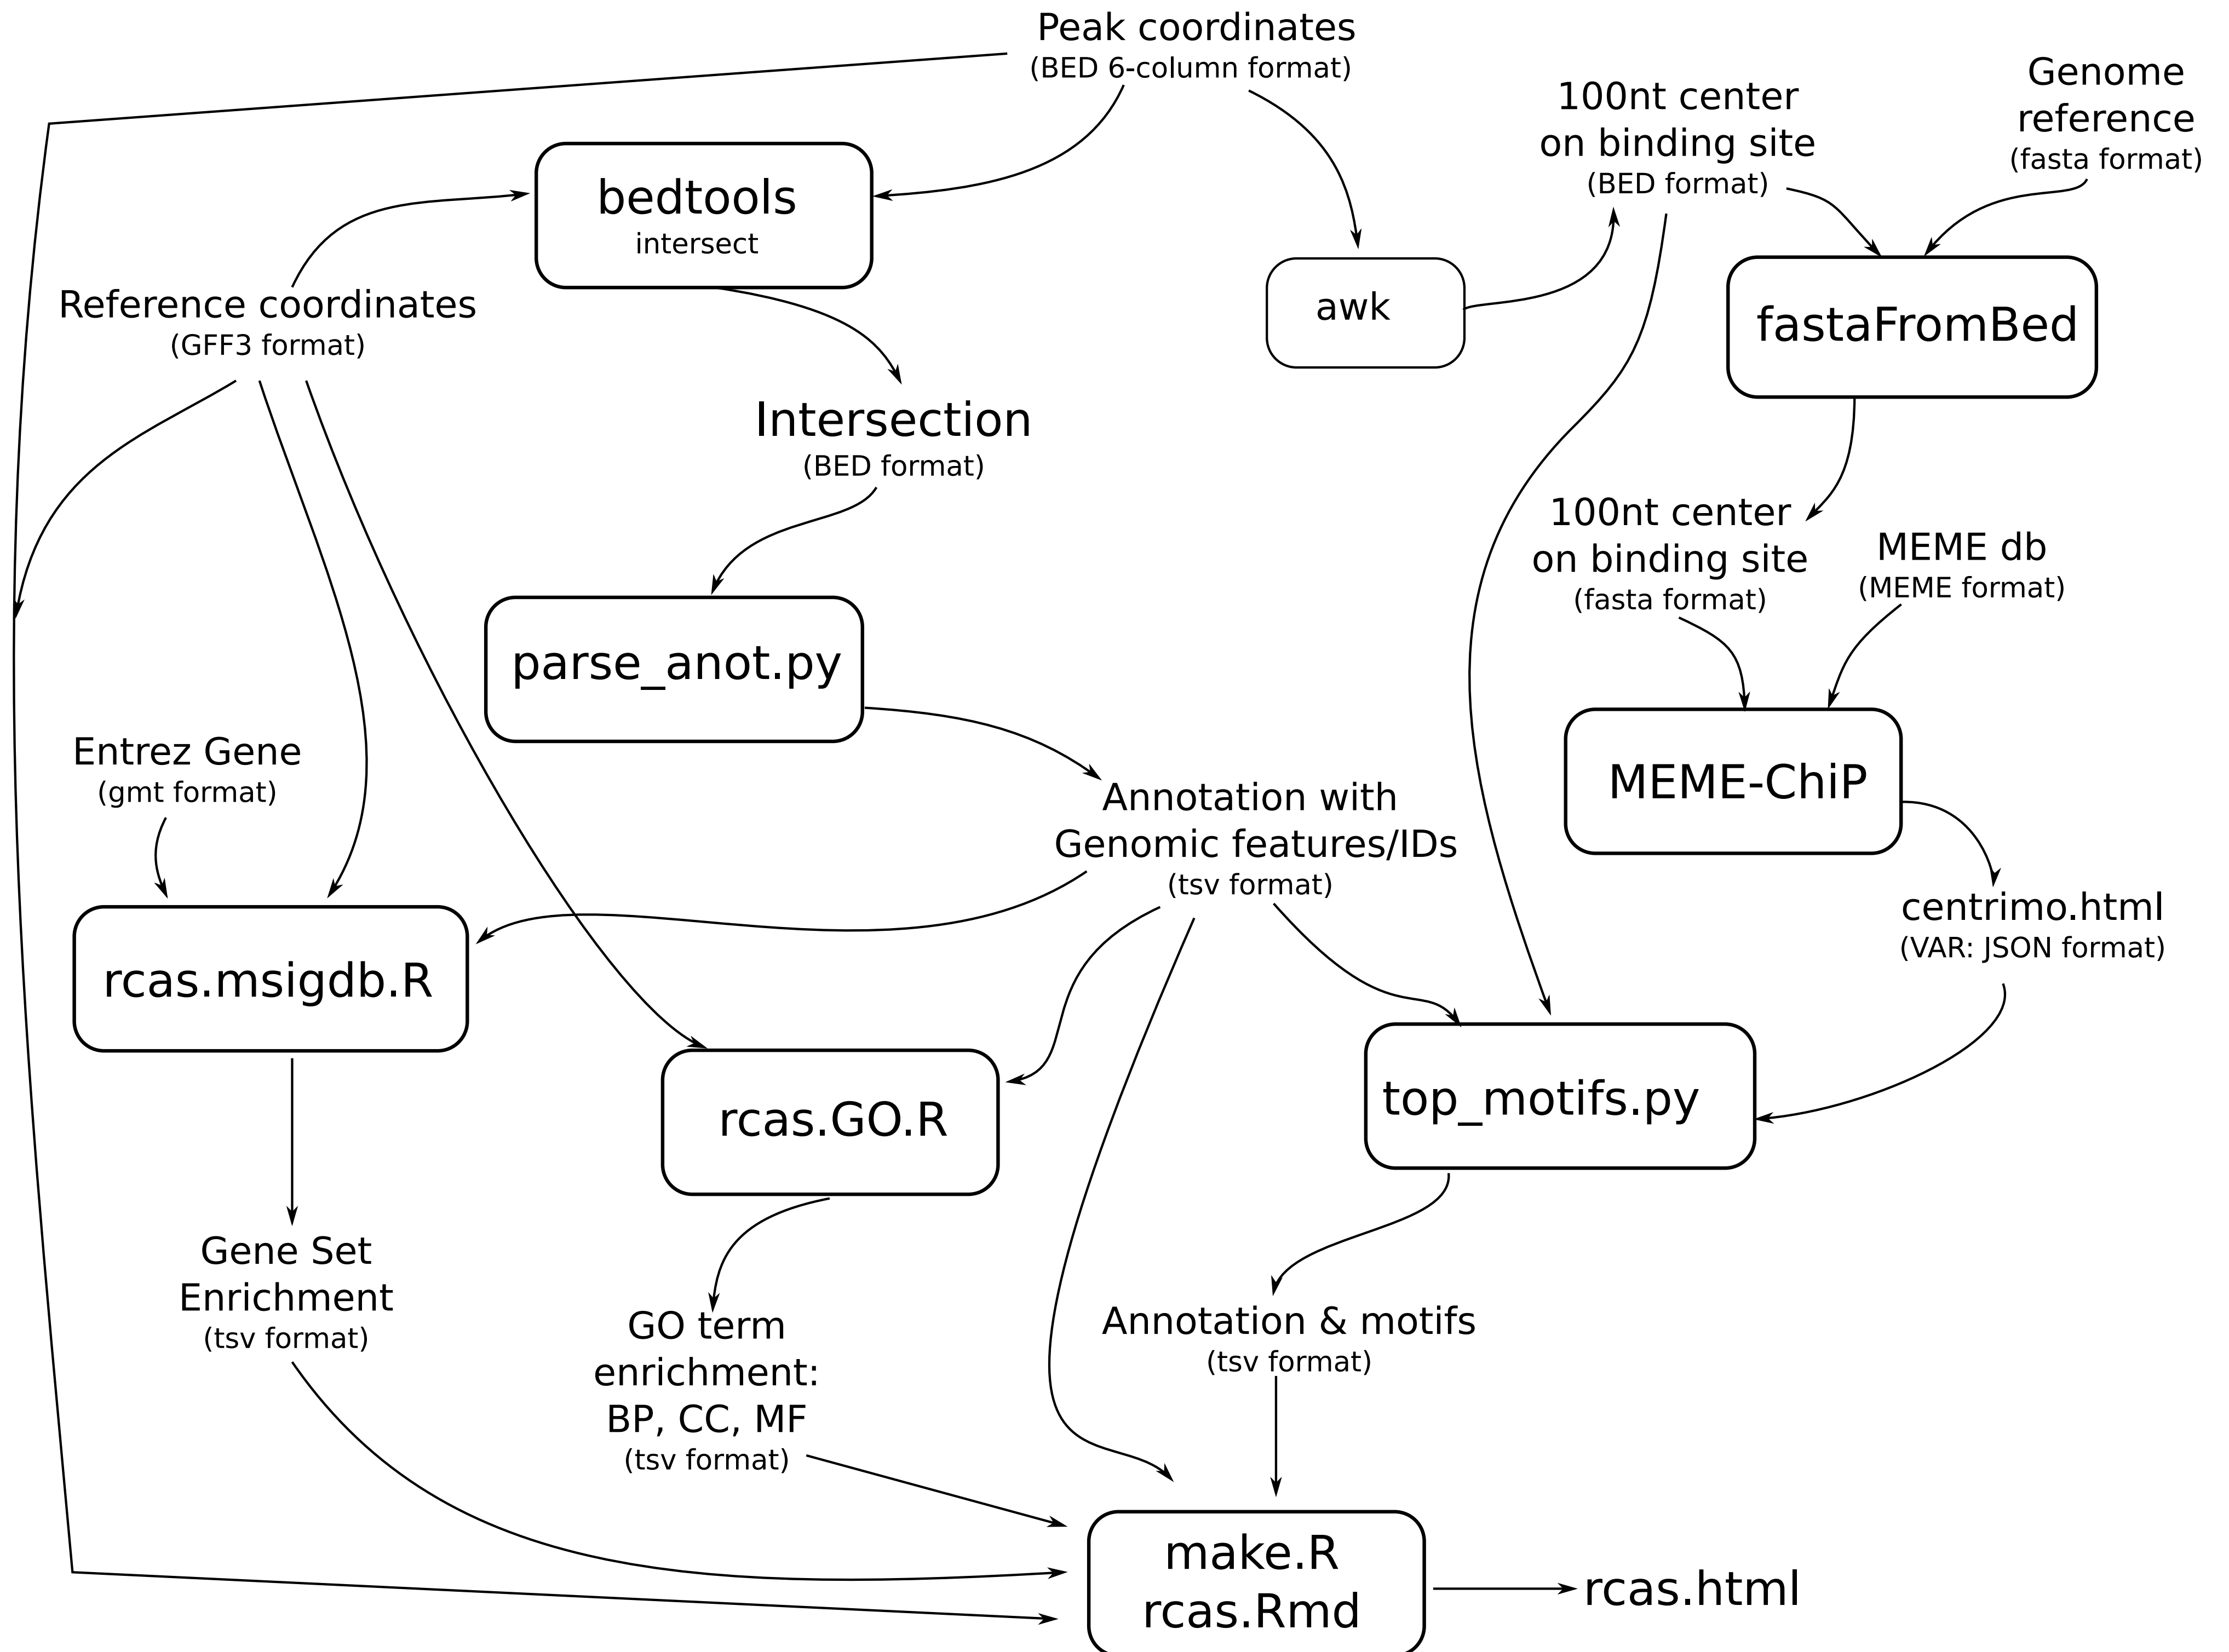 Peak coordinates
(BED 6-column format)
100nt center
on binding site
(BED format)
Genome
reference
(fasta format)
bedtools
intersect
awk
fastaFromBed
Reference coordinates
(GFF3 format)
Intersection
(BED format)
100nt center
on binding site
(fasta format)
MEME db
(MEME format)
parse_anot.py
MEME-ChiP
Entrez Gene
(gmt format)
Annotation with
Genomic features/IDs
(tsv format)
centrimo.html
(VAR: JSON format)
rcas.msigdb.R
rcas.GO.R
top_motifs.py
Gene Set
Enrichment
(tsv format)
GO term
enrichment:
BP, CC, MF
(tsv format)
Annotation & motifs
(tsv format)
make.R
rcas.Rmd
rcas.html